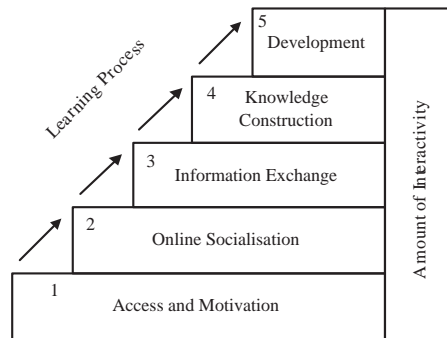 5
Development
4
Knowledge
Construction
3
Information Exchange
2
Online Socialisation
1
Access and Motivation
Learning Process
Amount of Interactivity